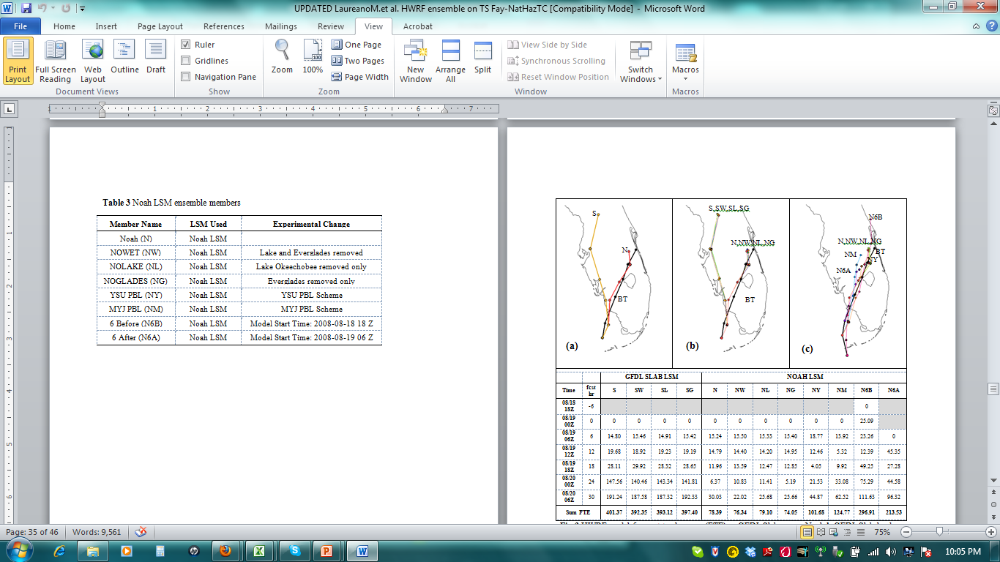 UPDATED LaureanoM.et al. HWRF ensemble on TS Fay-NatHazTC [Compatibility Mode] - Microsoft Word
File Home Insert Page Layout References Mailings Review View Acrobat
Print Layout
Full Screen Reading
Web Layout
Outline
Draft
Document Views
Ruler
Gridlines
Navigation Pane
Show
Zoom
100%
One Page
Two Pages
Page Width
Zoom
New Window
Arrange All
Split
View Side by Side
Synchronous Scrolling
Reset Window Position
Window
Switch Windows
Macros
Macros
1 1 2 3 4 5 6 7
1 2 3 4 5
Table 3 Noah LSM ensemble members
Member Name LSM Used Experimental Change
Noah (N) Noah LSM
NOWET (NW) Noah LSM Lake and Everglades removed
NOLAKE (NL) Noah LSM Lake Okeechobee removed only
NOGLADES (NG) Noah LSM Everglades removed only
YSU PBL (NY) Noah LSM YSU PBL Scheme
MYJ PBL (NM) Noah LSM MYJ PBL Scheme
6 Before (N6B) Noah LSM Model Start Time: 2008-08-18 18 Z
6 After (N6A) Noah LSM Model Start Time: 2008-08-19 06 Z
S
N
BT
(a)
S,SW,SL,SG
N,NW,NL,NG
BT
(b)
N6B
N,NW,NL,NG
NM
BT
NY
N6A
(c)
GFDL SLAB LSM NOAH LSM
Time fcst hr S SW SL SG N NW NL NG NY NM N6B N6A
08/18 18Z -6 0
08/19 00Z 0 0 0 0 0 0 0 0 0 0 0 25.09
08/19 06Z 6 14.80 15.46 14.91 15.42 15.24 15.50 15.33 15.40 18.77 13.92 23.26 0
08/19 12Z 12 19.68 18.92 19.23 19.19 14.79 14.40 14.20 14.95 12.46 5.32 12.39 45.35
08/19 18Z 18 28.11 29.92 28.32 28.65 11.96 13.59 12.47 12.85 4.05 9.92 49.25 27.28
08/20 00Z 24 147.56 140.46 143.34 141.81 6.37 10.83 11.41 5.19 21.53 33.08 75.29 44.58
08/20 06Z 30 191.24 187.58 187.32 192.33 30.03 22.02 25.68 25.66 44.87 62.52 111.63 96.32
Sum FTE 401.37 392.35 393.12 397.40 78.39 76.34 79.10 74.05 101.68 124.77 296.91 213.53
Page: 35 of 46 Words: 9,561 75%
10:05 PM